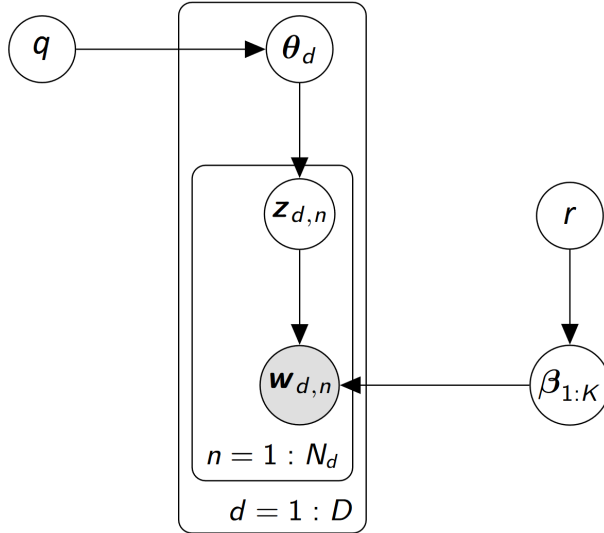 q
θ_d
z_{d,n}
r
w_{d,n}
β_{1:K}
n = 1 : N_d
d = 1 : D